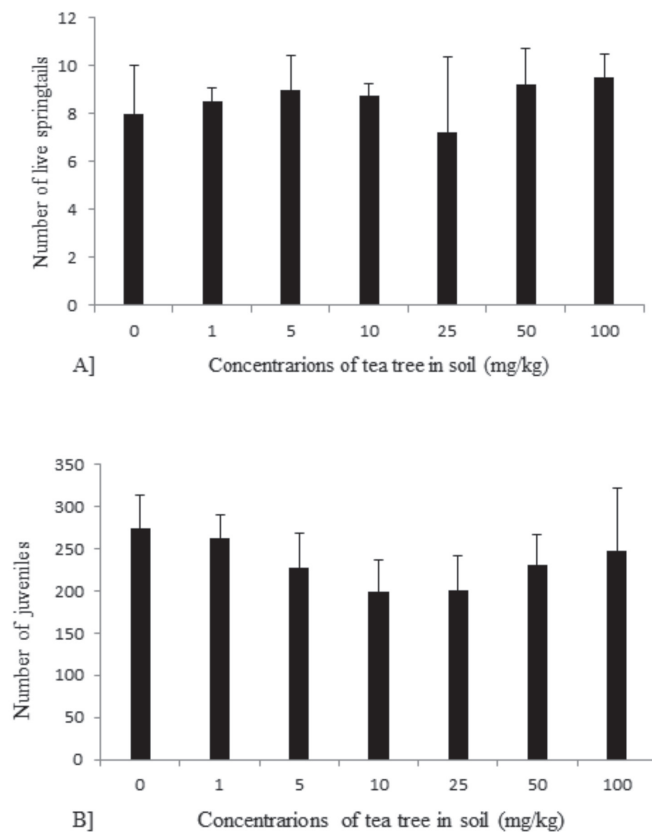 12
10
8
6
4
2
0
Number of live springtails
0 1 5 10 25 50 100
A] Concentrarions of tea tree in soil (mg/kg)
350
300
250
200
150
100
50
0
Number of juveniles
0 1 5 10 25 50 100
B] Concentrarions of tea tree in soil (mg/kg)